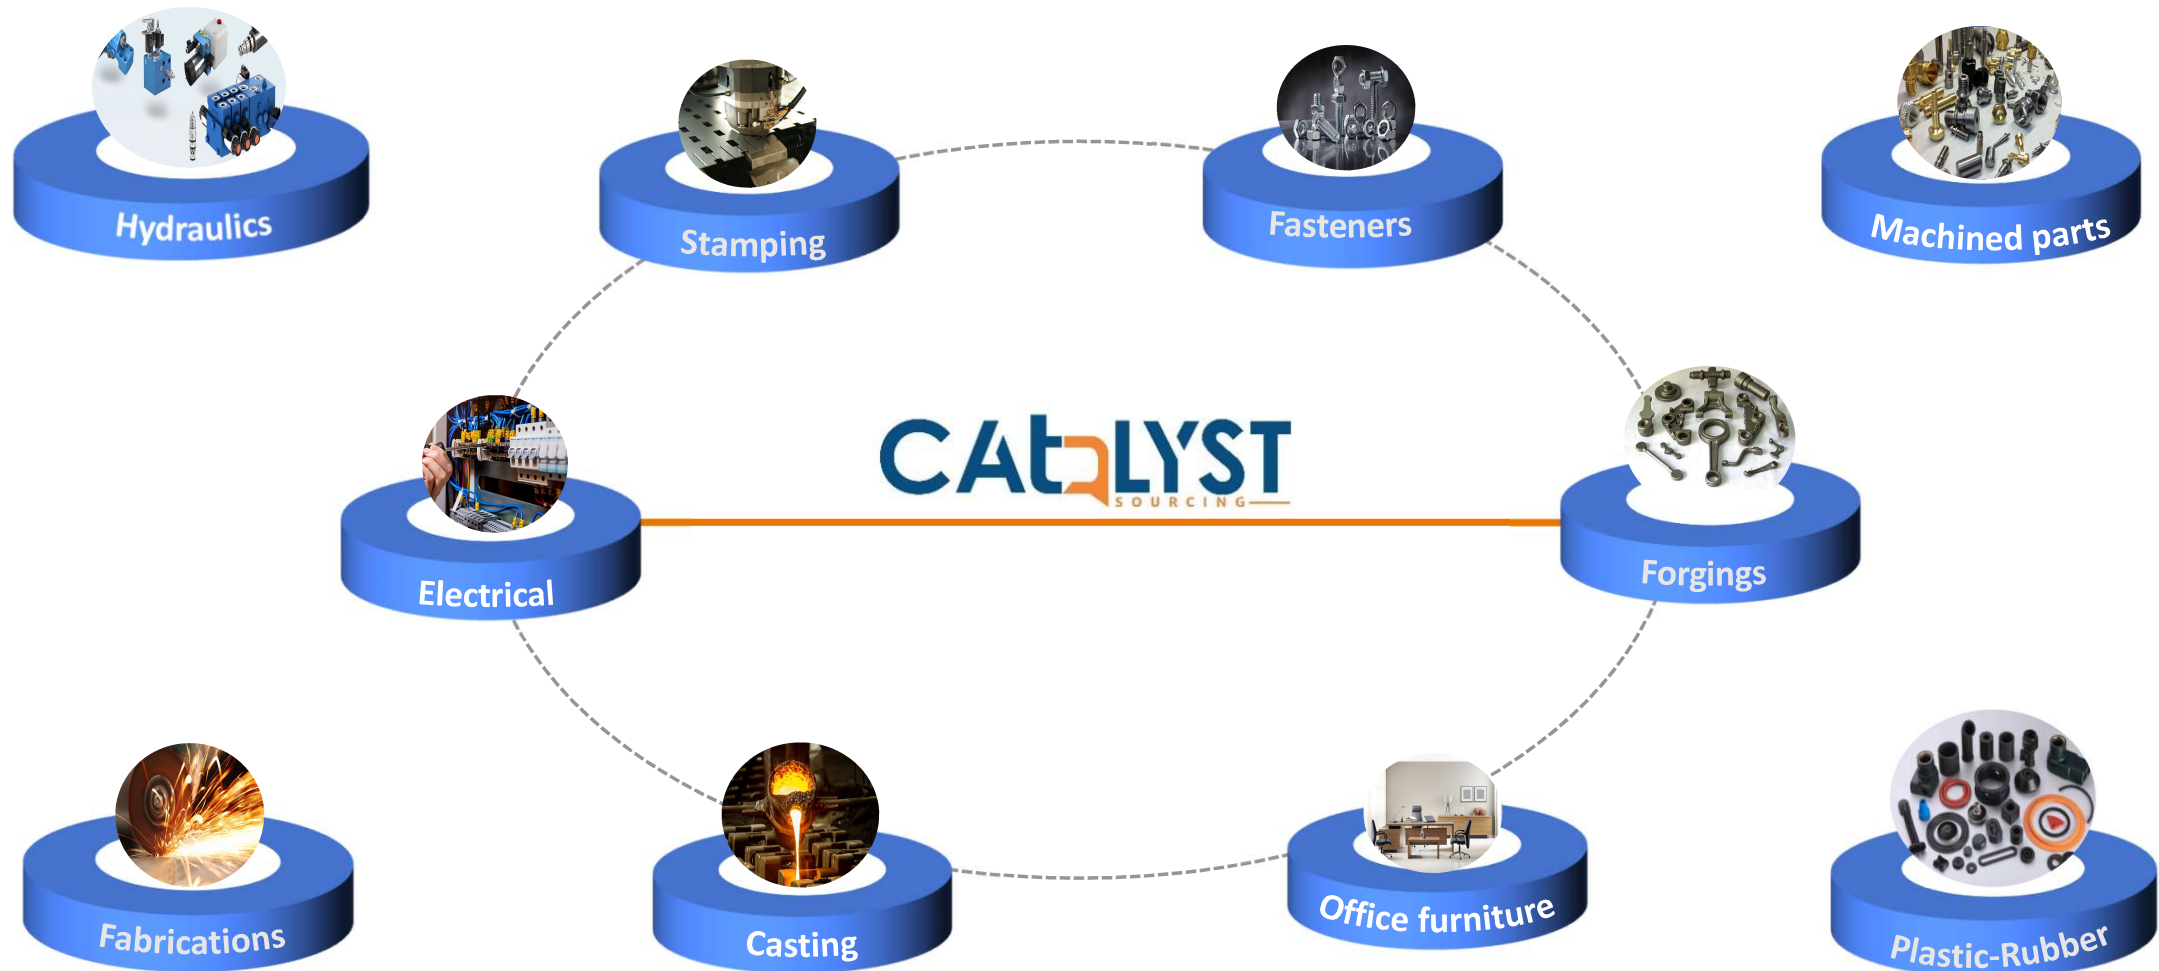 Hydraulics
Stamping
Fasteners
Machined parts
CATALYST
SOURCING
Electrical
Forgings
Fabrications
Casting
Office furniture
Plastic-Rubber